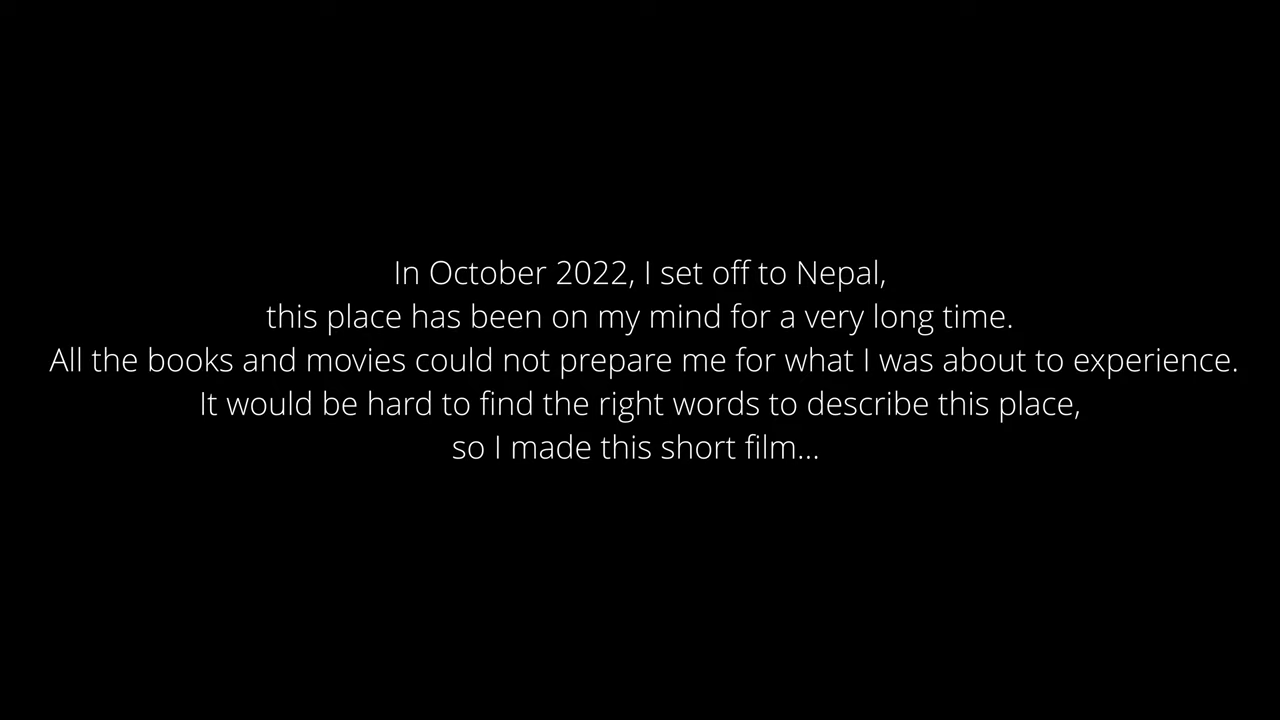 In October 2022, I set off to Nepal,
this place has been on my mind for a very long time.
All the books and movies could not prepare me for what I was about to experience.
It would be hard to find the right words to describe this place,
so I made this short film...